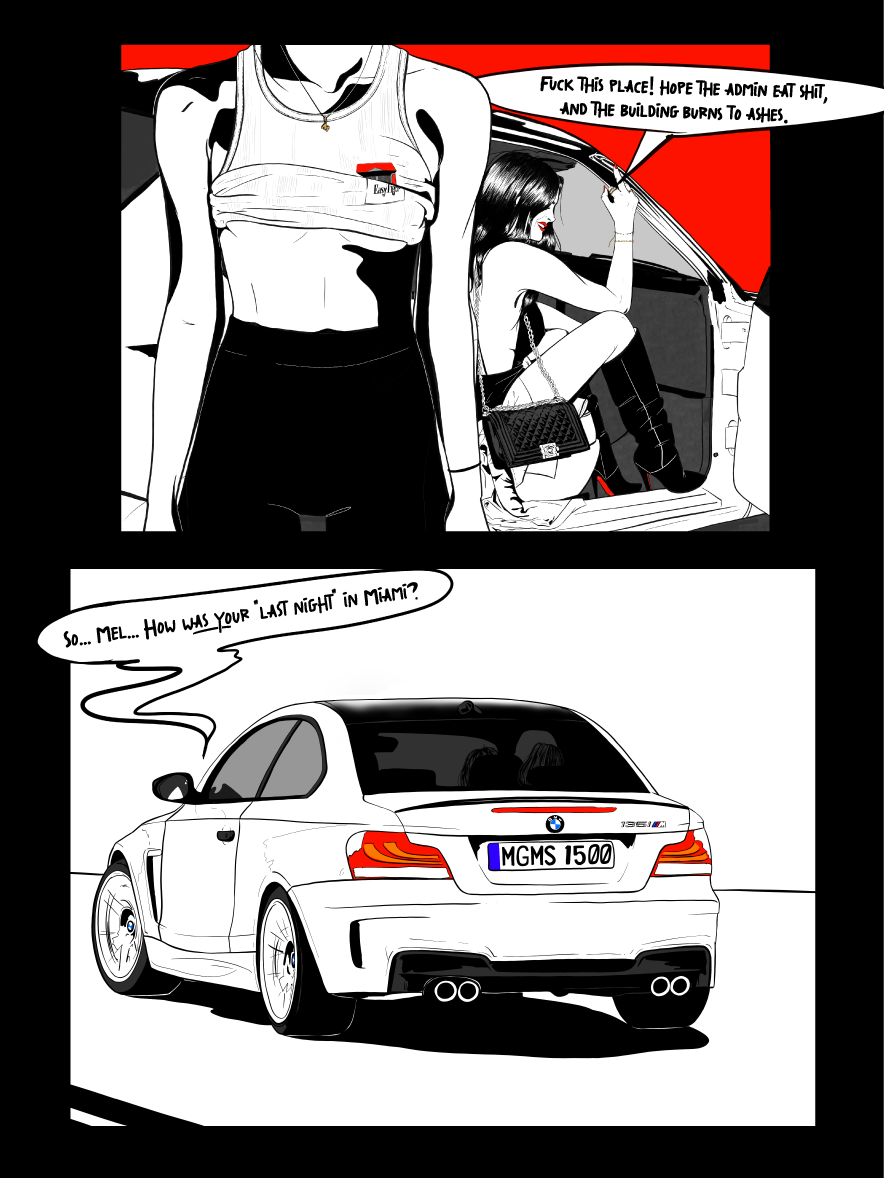 FUCK THIS PLACE! HOPE THE ADMIN EAT SHIT,
AND THE BUILDING BURNS TO ASHES.
SO... MEL... HOW WAS YOUR "LAST NIGHT" IN MIAMI?
135i M
MGMS 1500